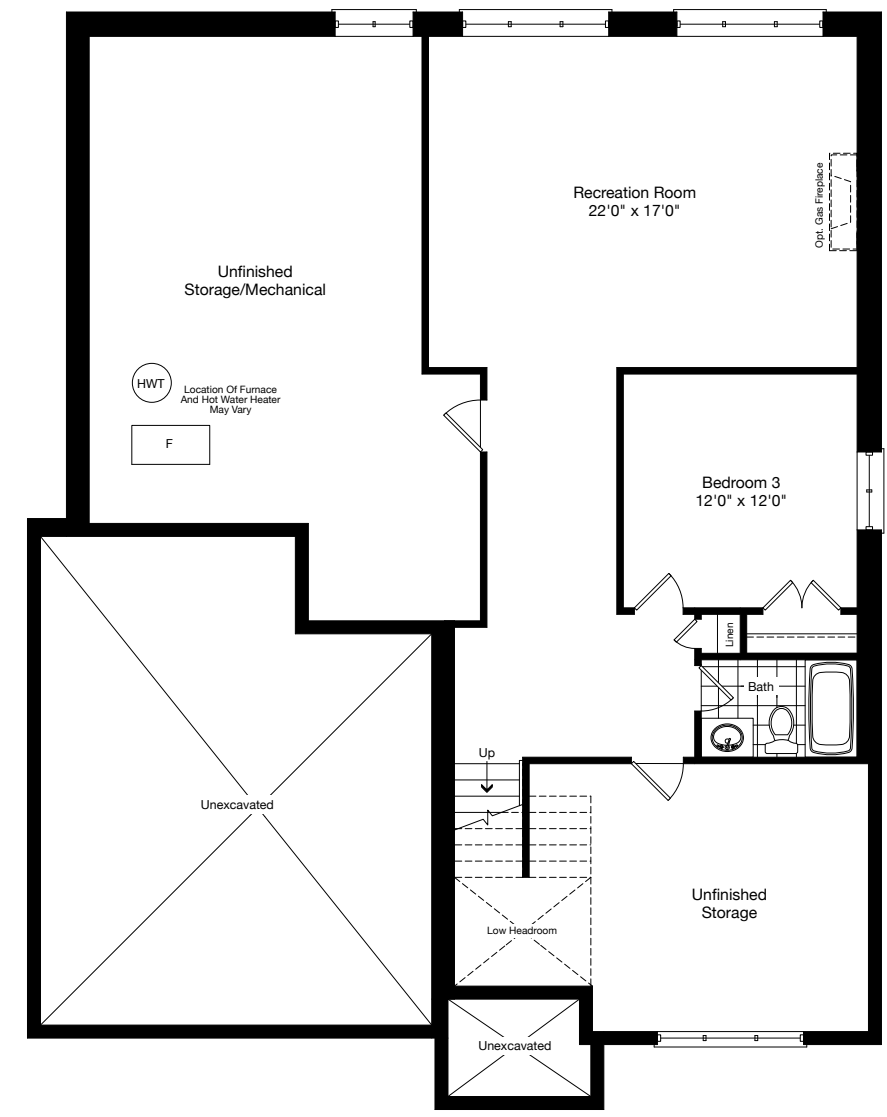 Recreation Room
22'0" x 17'0"
Opt. Gas Fireplace
Unfinished
Storage/Mechanical
HWT
Location Of Furnace
And Hot Water Heater
May Vary
F
Bedroom 3
12'0" x 12'0"
Linen
Bath
Up
Unexcavated
Unfinished
Storage
Low Headroom
Unexcavated